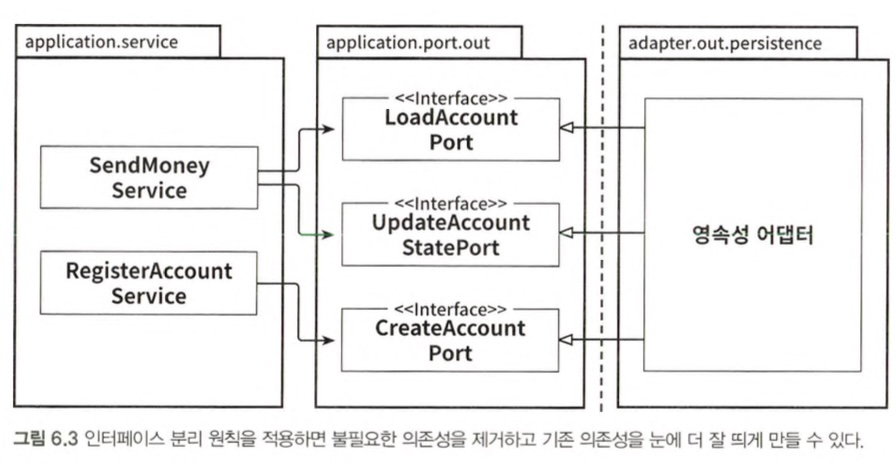 application.service
SendMoney
Service
RegisterAccount
Service
application.port.out
<<Interface>>
LoadAccount
Port
<<Interface>>
UpdateAccount
StatePort
<<Interface>>
CreateAccount
Port
adapter.out.persistence
영속성 어댑터
그림 6.3 인터페이스 분리 원칙을 적용하면 불필요한 의존성을 제거하고 기존 의존성을 눈에 더 잘 띄게 만들 수 있다.